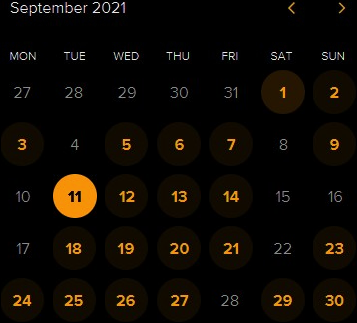 September 2021 < >
MON TUE WED THU FRI SAT SUN
27 28 29 30 31 1 2
3 4 5 6 7 8 9
10 11 12 13 14 15 16
17 18 19 20 21 22 23
24 25 26 27 28 29 30